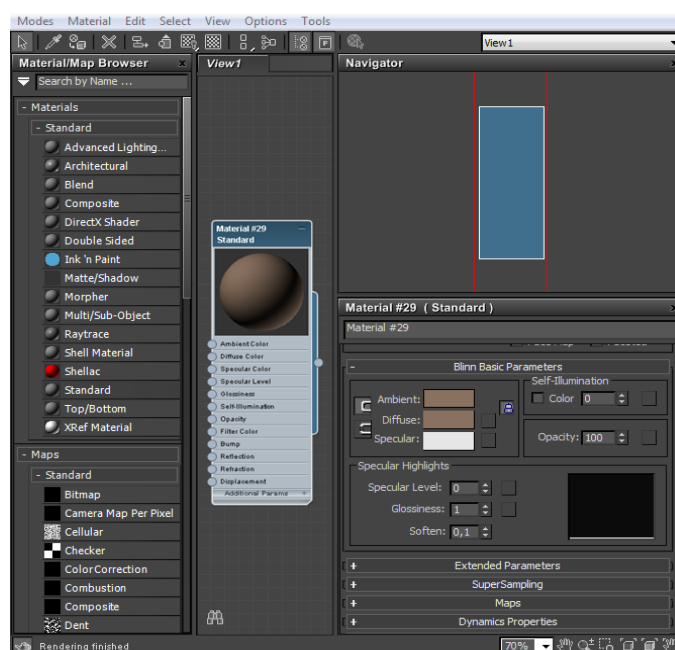 Modes Material Edit Select View Options Tools
View1
Material/Map Browser x
View1
Navigator
Search by Name ...
- Materials
- Standard
Advanced Lighting...
Architectural
Blend
Composite
DirectX Shader
Double Sided
Ink 'n Paint
Matte/Shadow
Morpher
Multi/Sub-Object
Raytrace
Shell Material
Shellac
Standard
Top/Bottom
XRef Material
- Maps
- Standard
Bitmap
Camera Map Per Pixel
Cellular
Checker
ColorCorrection
Combustion
Composite
Dent
Rendering finished
Material #29
Standard
Ambient Color
Diffuse Color
Specular Color
Specular Level
Glossiness
Self-Illumination
Opacity
Filter Color
Bump
Reflection
Refraction
Displacement
Additional Params +
Material #29 ( Standard )
Material #29
- Blinn Basic Parameters
Self-Illumination
Ambient:
Color 0
Diffuse:
Specular:
Opacity: 100
Specular Highlights
Specular Level: 0
Glossiness: 1
Soften: 0,1
+ Extended Parameters
+ SuperSampling
+ Maps
+ Dynamics Properties
70%